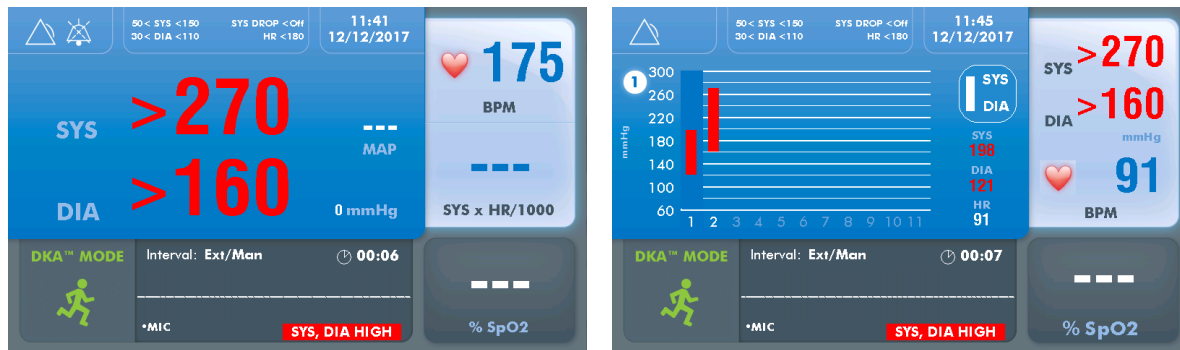 50< SYS <150 SYS DROP <Off
30< DIA <110 HR <180
11:41
12/12/2017
SYS >270
DIA >160
---
MAP
0 mmHg
175
BPM
---
SYS x HR/1000
DKA™ MODE
Interval: Ext/Man 00:06
•MIC
SYS, DIA HIGH
---
% SpO2
50< SYS <150 SYS DROP <Off
30< DIA <110 HR <180
11:45
12/12/2017
1
mmHg
300
260
220
180
140
100
60
1 2 3 4 5 6 7 8 9 10 11
SYS
DIA
SYS
198
DIA
121
HR
91
SYS >270
DIA >160
mmHg
91
BPM
DKA™ MODE
Interval: Ext/Man 00:07
•MIC
SYS, DIA HIGH
---
% SpO2